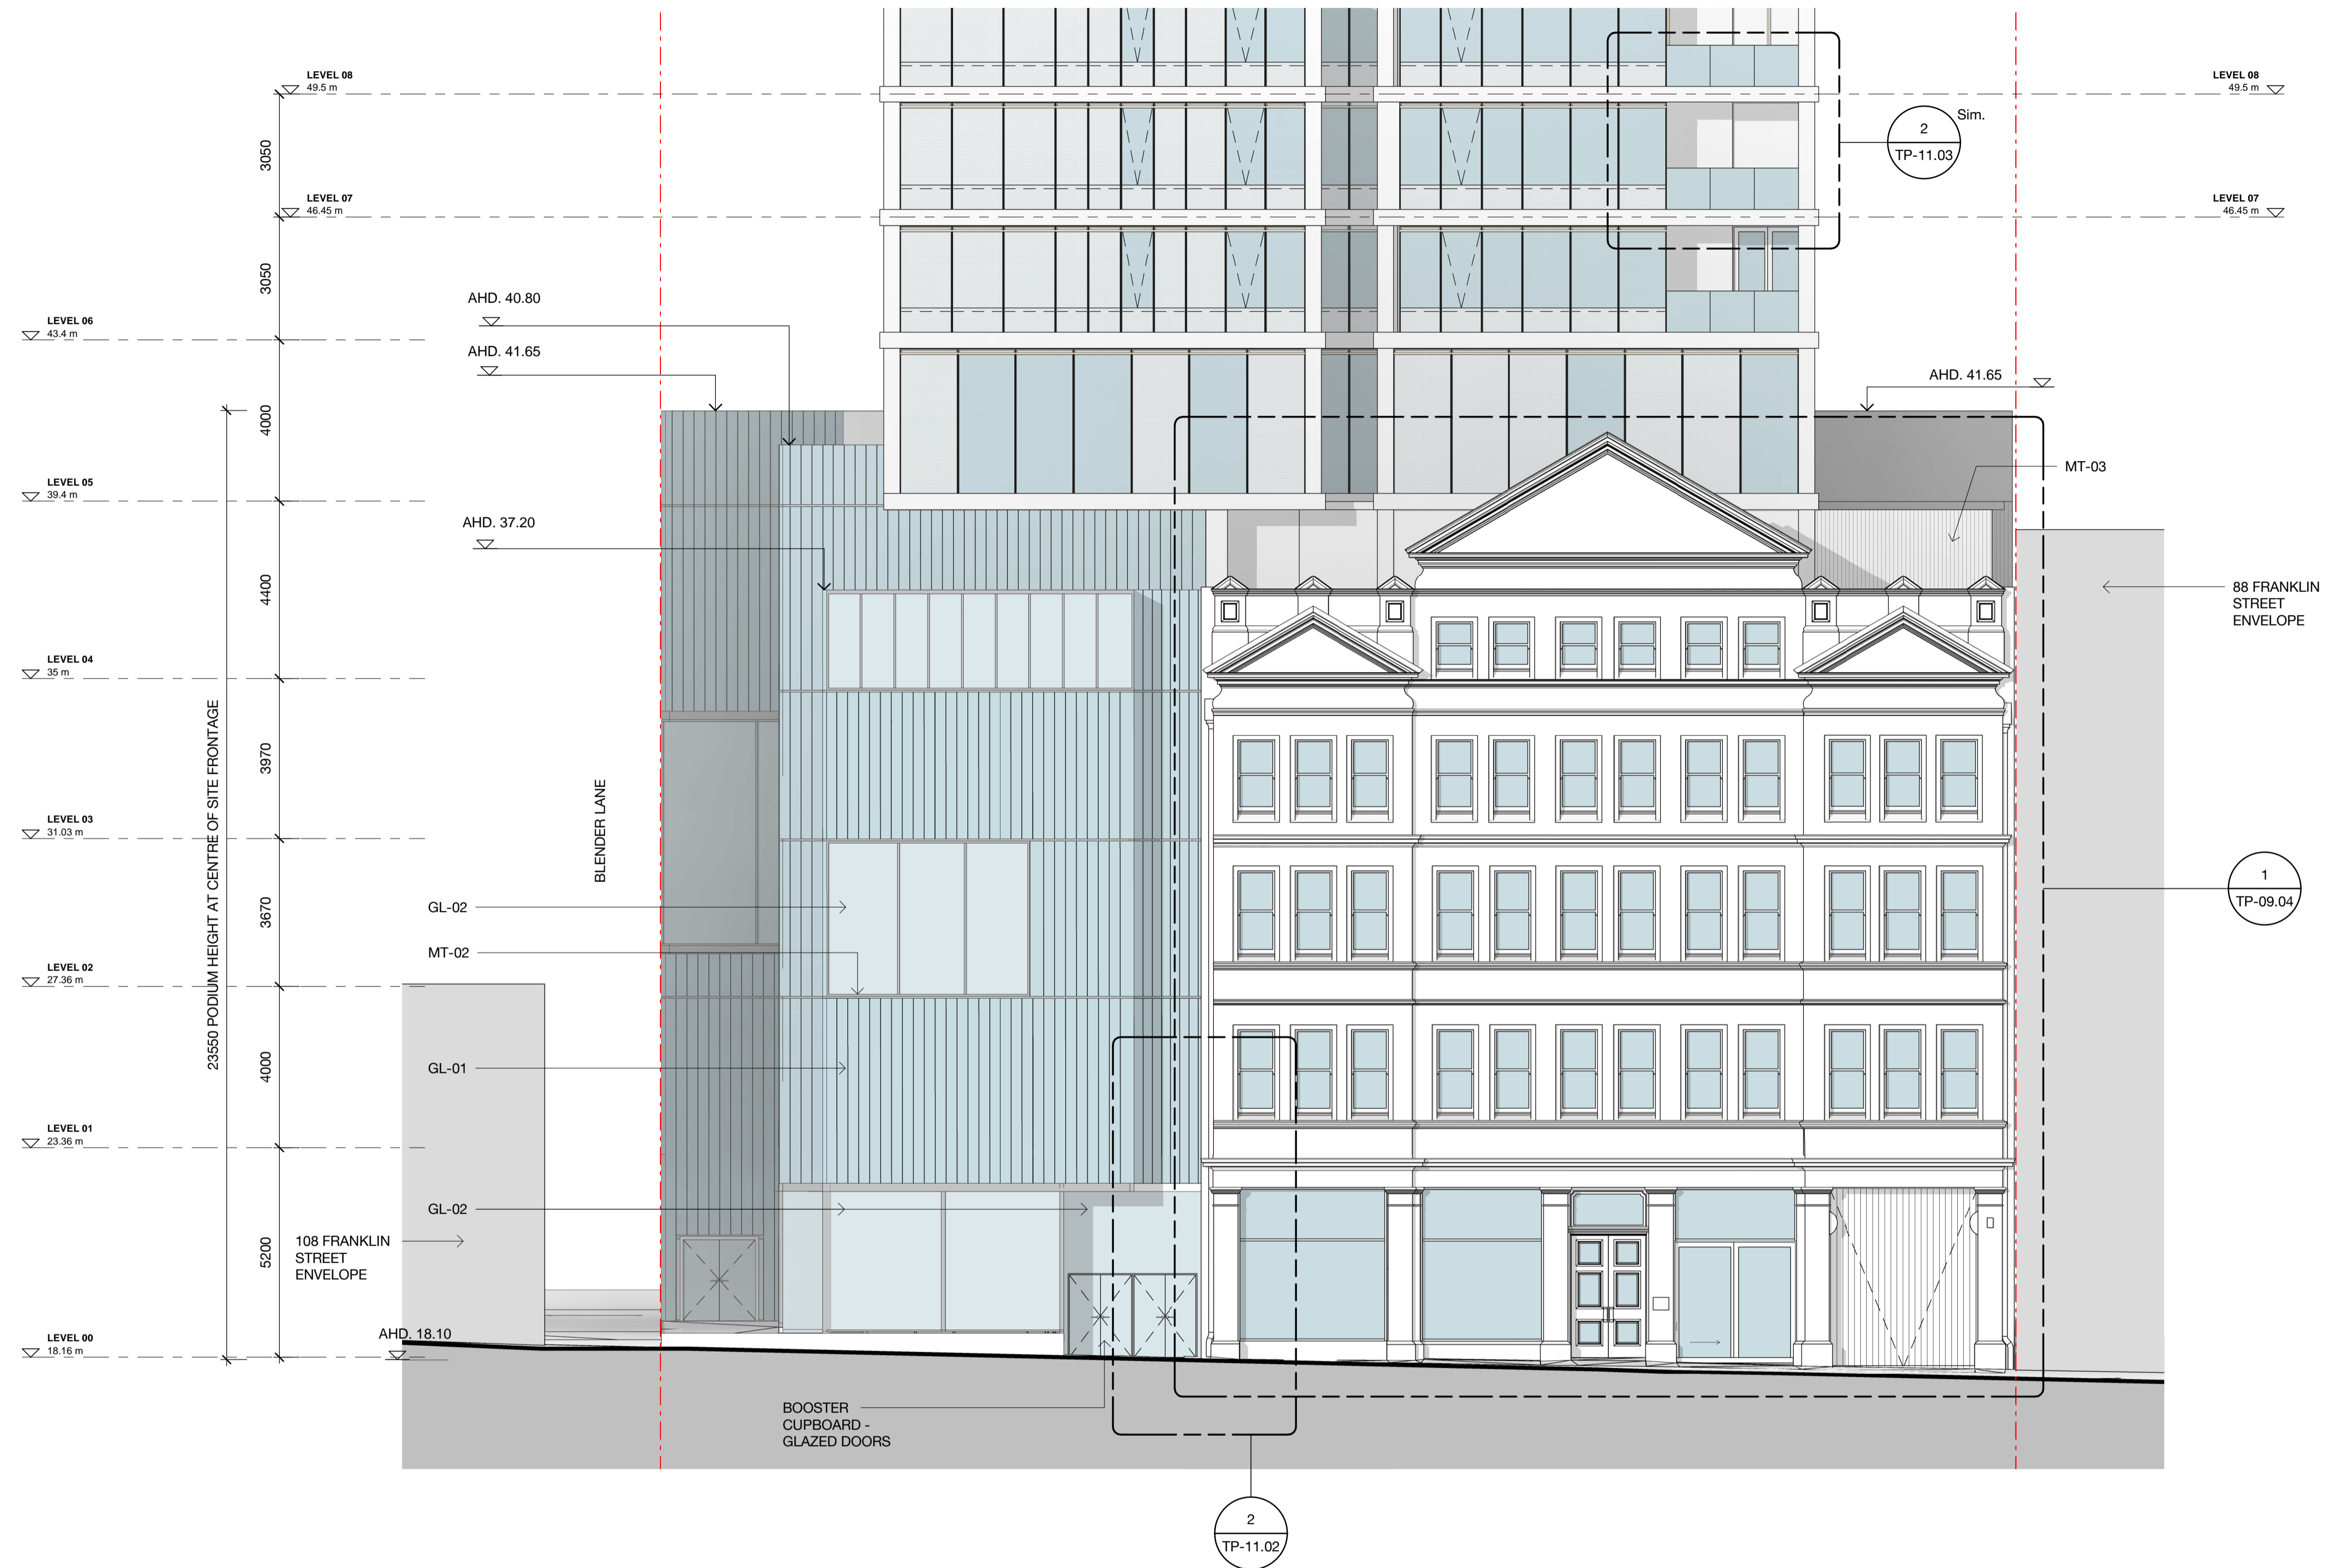 LEVEL 08
49.5 m
LEVEL 08
49.5 m
Sim.
2
TP-11.03
3050
LEVEL 07
46.45 m
LEVEL 07
46.45 m
3050
AHD. 40.80
LEVEL 06
43.4 m
AHD. 41.65
AHD. 41.65
4000
MT-03
LEVEL 05
39.4 m
AHD. 37.20
4400
88 FRANKLIN
STREET
ENVELOPE
LEVEL 04
35 m
23550 PODIUM HEIGHT AT CENTRE OF SITE FRONTAGE
3970
BLENDER LANE
LEVEL 03
31.03 m
1
TP-09.04
GL-02
3670
MT-02
LEVEL 02
27.36 m
GL-01
4000
LEVEL 01
23.36 m
GL-02
108 FRANKLIN
STREET
ENVELOPE
5200
AHD. 18.10
LEVEL 00
18.16 m
BOOSTER
CUPBOARD -
GLAZED DOORS
2
TP-11.02